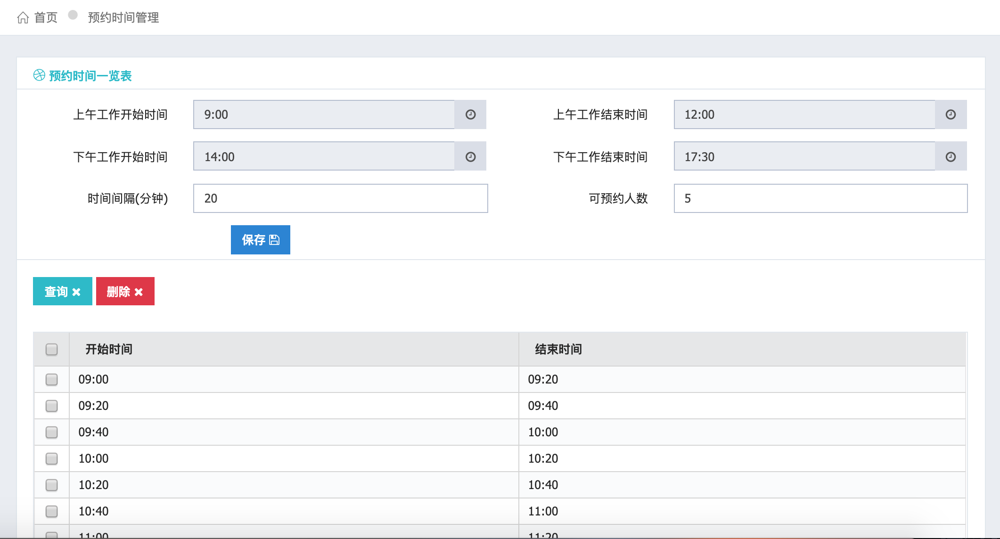 首页 预约时间管理
预约时间一览表
上午工作开始时间 9:00 上午工作结束时间 12:00
下午工作开始时间 14:00 下午工作结束时间 17:30
时间间隔(分钟) 20 可预约人数 5
保存
查询 删除
开始时间 结束时间
09:00 09:20
09:20 09:40
09:40 10:00
10:00 10:20
10:20 10:40
10:40 11:00
11:00 11:20